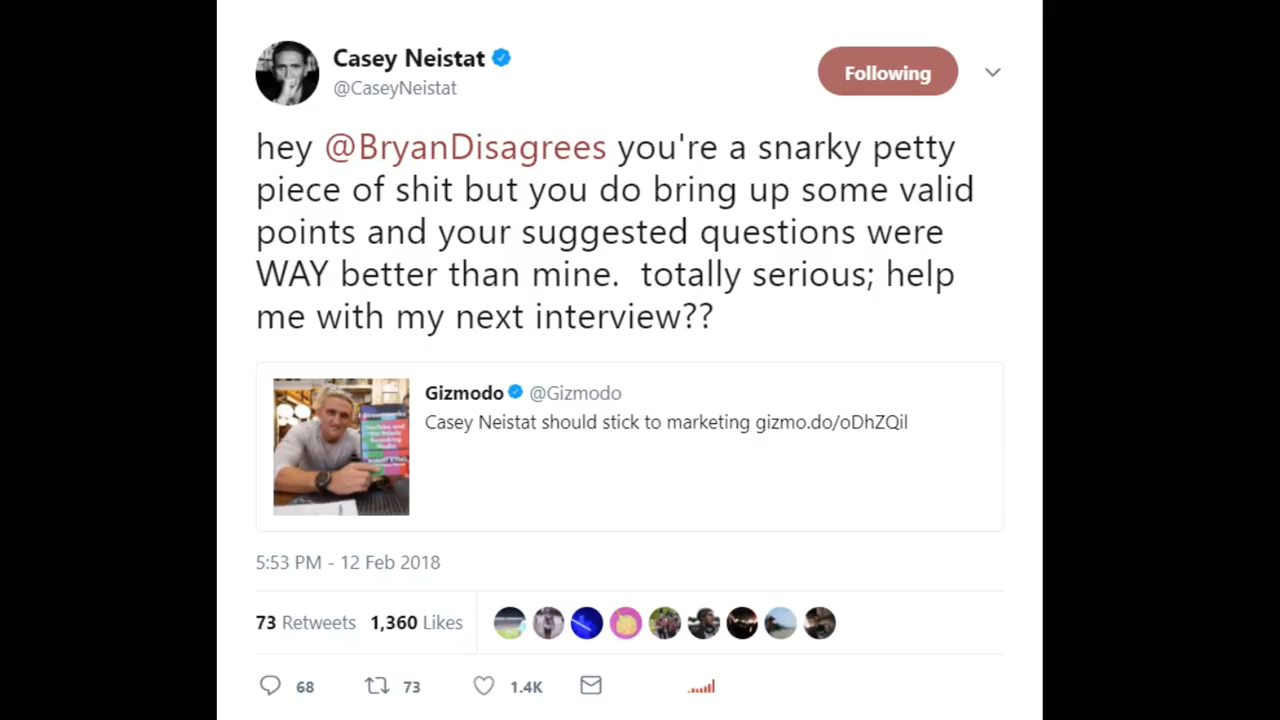 Casey Neistat
@CaseyNeistat
Following
hey @BryanDisagrees you're a snarky petty
piece of shit but you do bring up some valid
points and your suggested questions were
WAY better than mine.  totally serious; help
me with my next interview??
Gizmodo @Gizmodo
Casey Neistat should stick to marketing gizmo.do/oDhZQil
5:53 PM - 12 Feb 2018
73 Retweets 1,360 Likes
68 73 1.4K